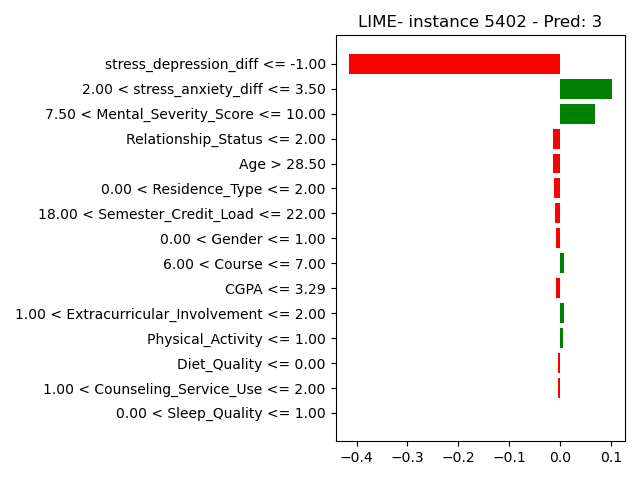 LIME- instance 5402 - Pred: 3
stress_depression_diff <= -1.00
2.00 < stress_anxiety_diff <= 3.50
7.50 < Mental_Severity_Score <= 10.00
Relationship_Status <= 2.00
Age > 28.50
0.00 < Residence_Type <= 2.00
18.00 < Semester_Credit_Load <= 22.00
0.00 < Gender <= 1.00
6.00 < Course <= 7.00
CGPA <= 3.29
1.00 < Extracurricular_Involvement <= 2.00
Physical_Activity <= 1.00
Diet_Quality <= 0.00
1.00 < Counseling_Service_Use <= 2.00
0.00 < Sleep_Quality <= 1.00
−0.4 −0.3 −0.2 −0.1 0.0 0.1